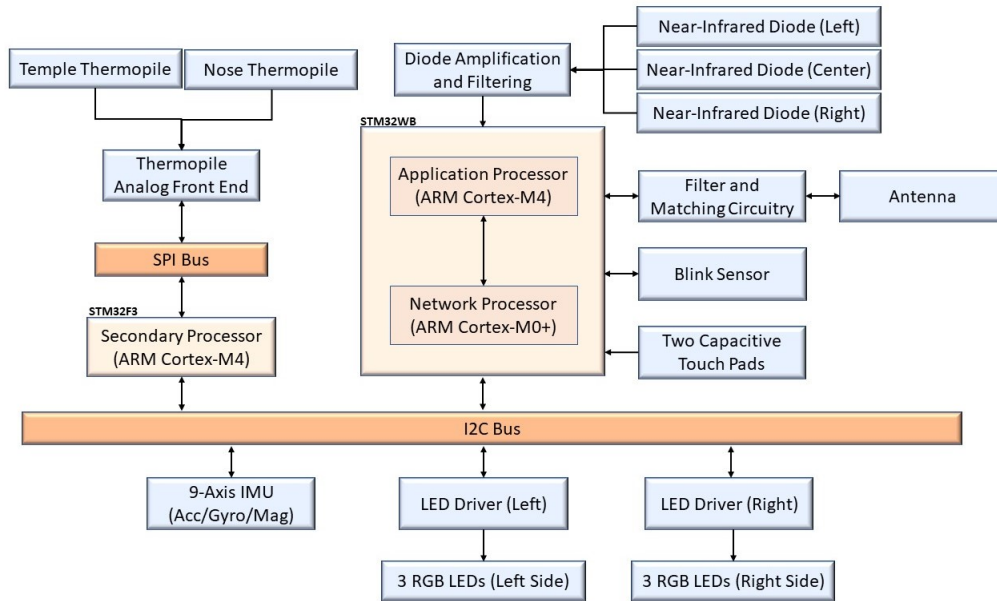 Near-Infrared Diode (Left)
Temple Thermopile
Nose Thermopile
Diode Amplification
and Filtering
Near-Infrared Diode (Center)
Near-Infrared Diode (Right)
STM32WB
Thermopile
Analog Front End
Application Processor
(ARM Cortex-M4)
Filter and
Matching Circuitry
Antenna
SPI Bus
Blink Sensor
STM32F3
Secondary Processor
(ARM Cortex-M4)
Network Processor
(ARM Cortex-M0+)
Two Capacitive
Touch Pads
I2C Bus
9-Axis IMU
(Acc/Gyro/Mag)
LED Driver (Left)
LED Driver (Right)
3 RGB LEDs (Left Side)
3 RGB LEDs (Right Side)